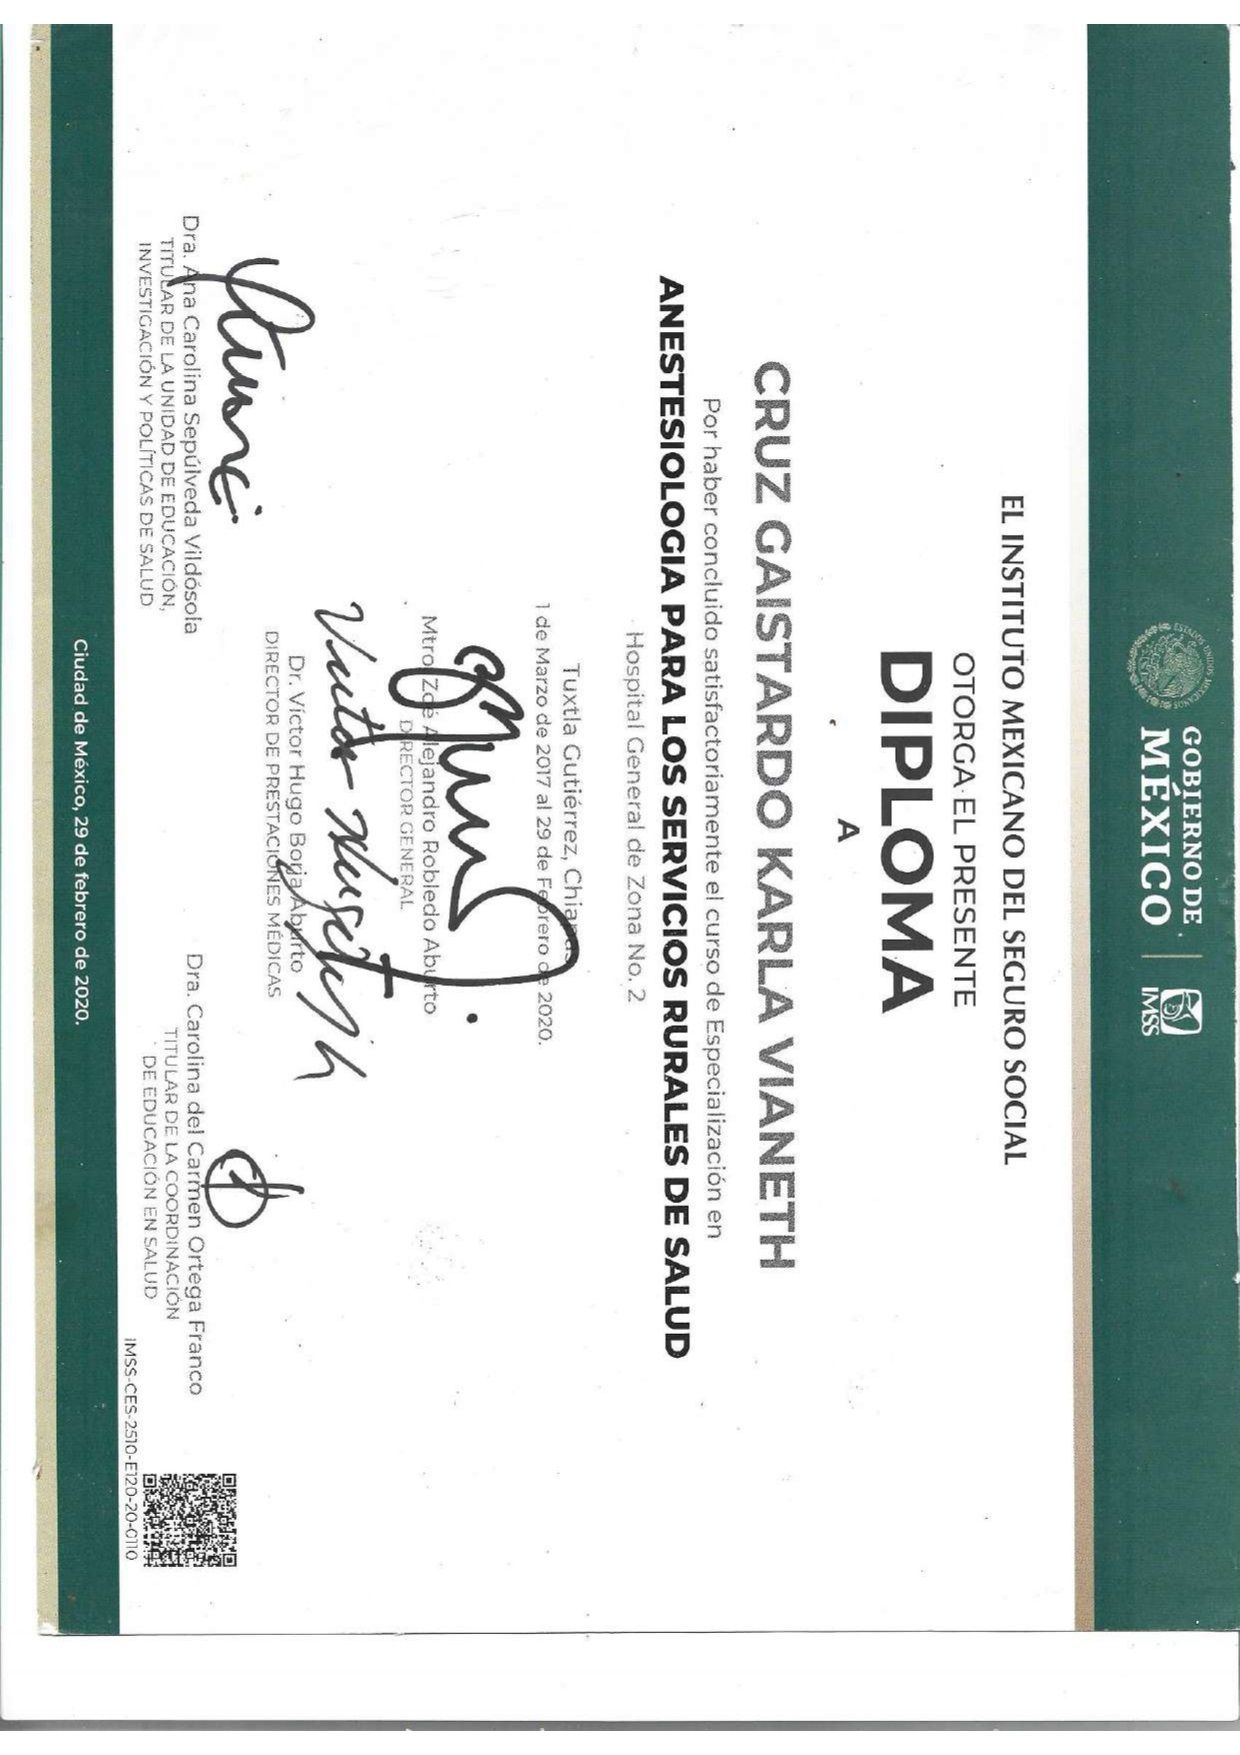 GOBIERNO DE
MÉXICO
IMSS
ESTADOS UNIDOS MEXICANOS
EL INSTITUTO MEXICANO DEL SEGURO SOCIAL
OTORGA EL PRESENTE
DIPLOMA
A
CRUZ GAISTARDO KARLA VIANETH
Por haber concluido satisfactoriamente el curso de Especialización en
ANESTESIOLOGIA PARA LOS SERVICIOS RURALES DE SALUD
Hospital General de Zona No. 2
Tuxtla Gutiérrez, Chiapas
1 de Marzo de 2017 al 29 de Febrero de 2020.
Mtro. Zoé Alejandro Robledo Aburto
DIRECTOR GENERAL
Dr. Víctor Hugo Borja Aburto
DIRECTOR DE PRESTACIONES MÉDICAS
Dra. Ana Carolina Sepúlveda Vildósola
TITULAR DE LA UNIDAD DE EDUCACIÓN,
INVESTIGACIÓN Y POLÍTICAS DE SALUD
Dra. Carolina del Carmen Ortega Franco
TITULAR DE LA COORDINACIÓN
DE EDUCACIÓN EN SALUD
IMSS-CES-2510-E120-20-0110
Ciudad de México, 29 de febrero de 2020.